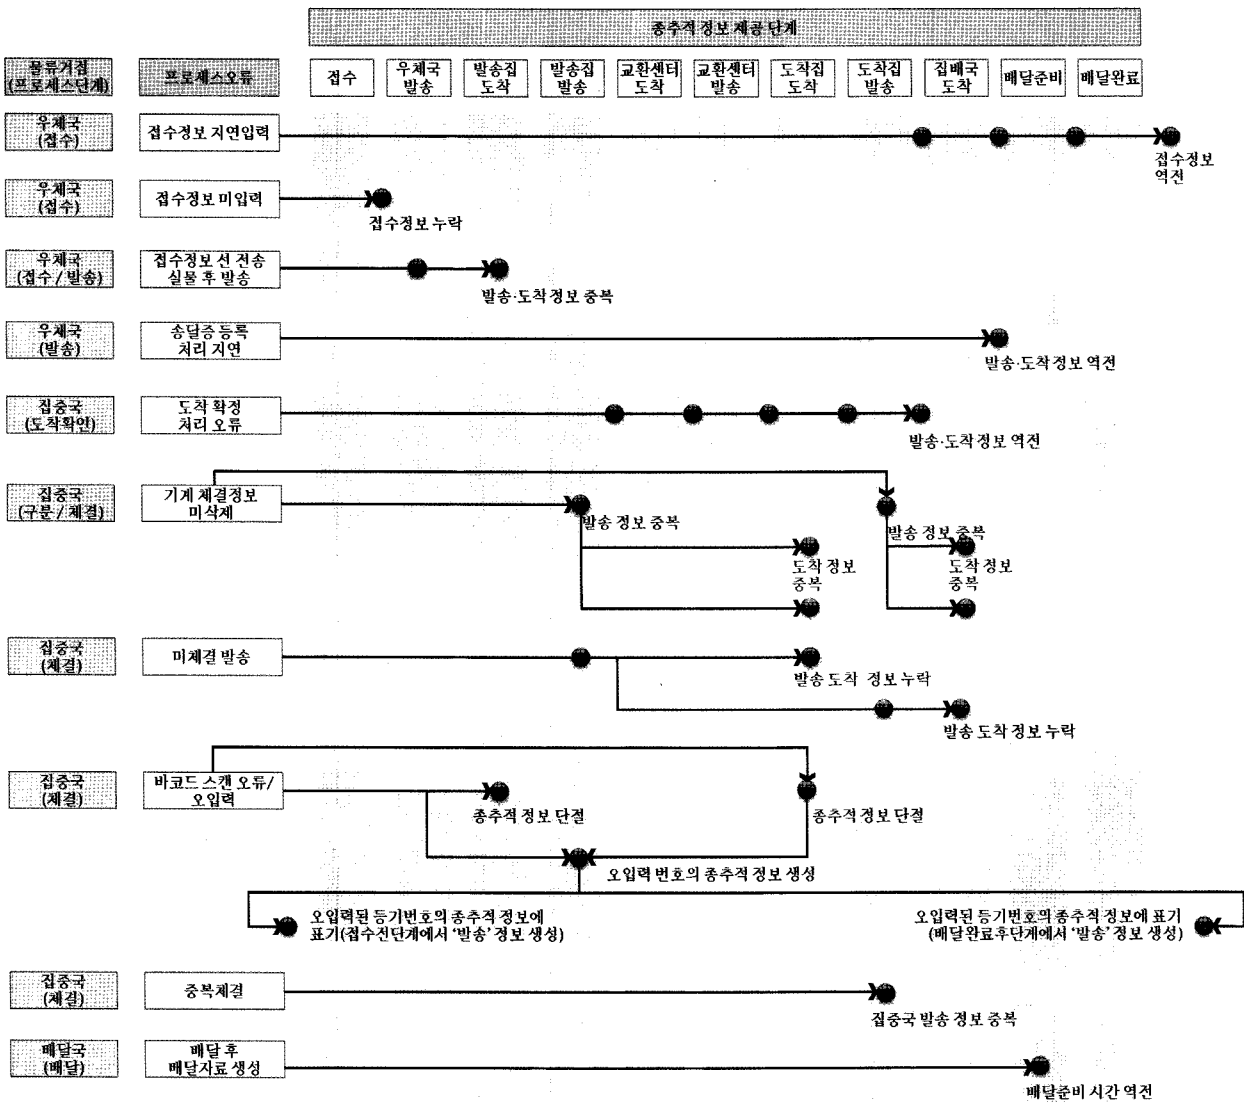 종추적 정보 제공 단계
물류거점
(프로세스단계)
프로세스오류
접수
우체국
발송
발송집
도착
발송집
발송
교환센터
도착
교환센터
발송
도착집
도착
도착집
발송
집배국
도착
배달준비
배달완료
우체국
(접수)
접수정보 지연입력
접수정보
역전
우체국
(접수)
접수정보 미입력
접수정보 누락
우체국
(접수 / 발송)
접수정보 선 전송
실물 후 발송
발송·도착정보 중복
우체국
(발송)
송달증 등록
처리 지연
발송·도착정보 역전
집중국
(도착확인)
도착 확정
처리 오류
발송·도착정보 역전
집중국
(구분 / 체결)
기계 체결정보
미삭제
발송 정보 중복
도착 정보
중복
발송 정보 중복
도착 정보
중복
집중국
(체결)
미체결 발송
발송 도착 정보 누락
발송 도착 정보 누락
집중국
(체결)
바코드 스캔 오류/
오입력
종추적 정보 단절
종추적 정보 단절
오입력 번호의 종추적 정보 생성
오입력된 등기번호의 종추적 정보에
표기(접수전단계에서 ‘발송’ 정보 생성)
오입력된 등기번호의 종추적 정보에 표기
(배달완료후단계에서 ‘발송’ 정보 생성)
집중국
(체결)
중복체결
집중국 발송 정보 중복
배달국
(배달)
배달 후
배달자료 생성
배달준비 시간 역전